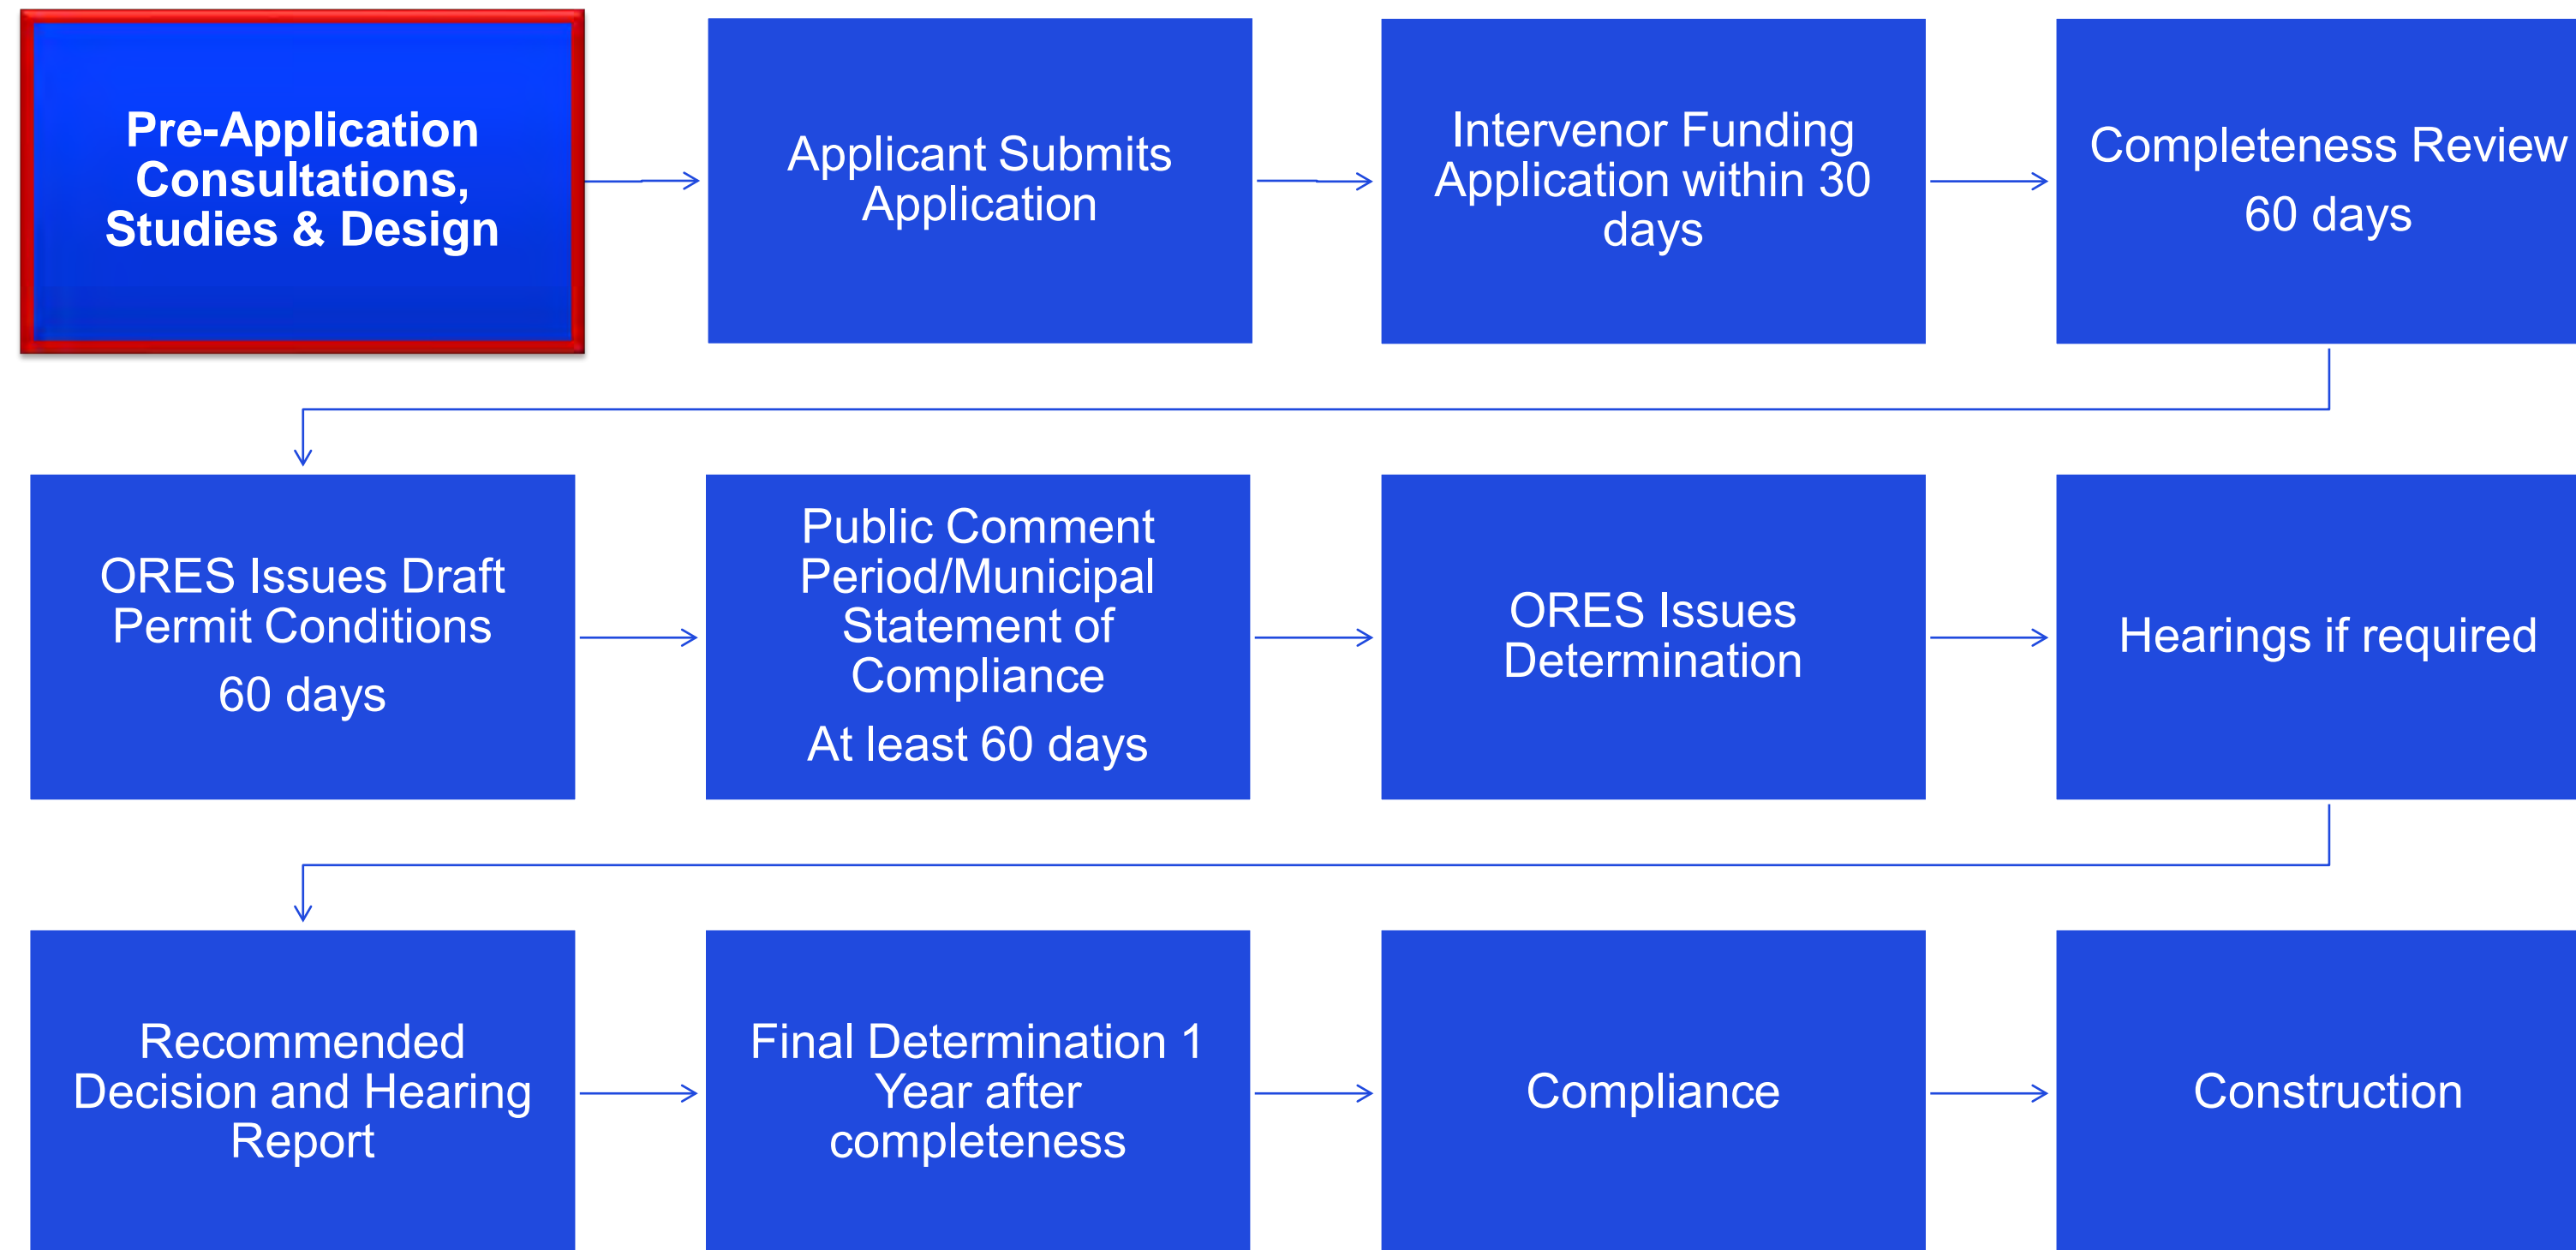 Pre-Application
Consultations,
Studies & Design
Applicant Submits
Application
Intervenor Funding
Application within 30
days
Completeness Review
60 days
ORES Issues Draft
Permit Conditions
60 days
Public Comment
Period/Municipal
Statement of
Compliance
At least 60 days
ORES Issues
Determination
Hearings if required
Recommended
Decision and Hearing
Report
Final Determination 1
Year after
completeness
Compliance
Construction